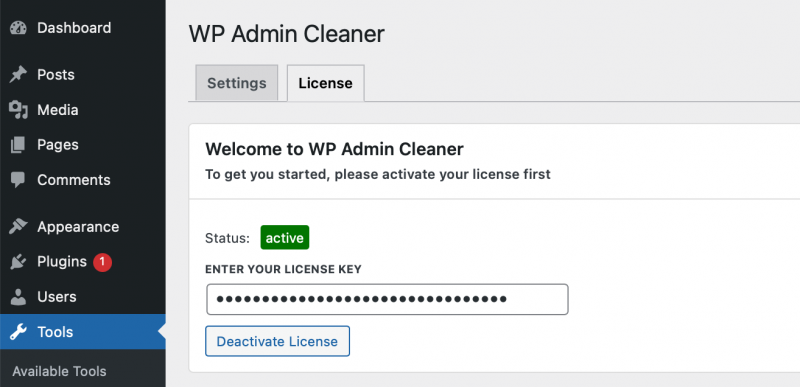 Dashboard
Posts
Media
Pages
Comments
Appearance
Plugins 1
Users
Tools
Available Tools
WP Admin Cleaner
Settings License
Welcome to WP Admin Cleaner
To get you started, please activate your license first
Status: active
ENTER YOUR LICENSE KEY
•••••••••••••••••••••••••••••••••
Deactivate License